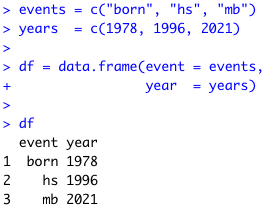 > events = c("born", "hs", "mb")
> years  = c(1978, 1996, 2021)
>
> df = data.frame(event = events,
+                 year  = years)
>
> df
  event year
1  born 1978
2    hs 1996
3    mb 2021